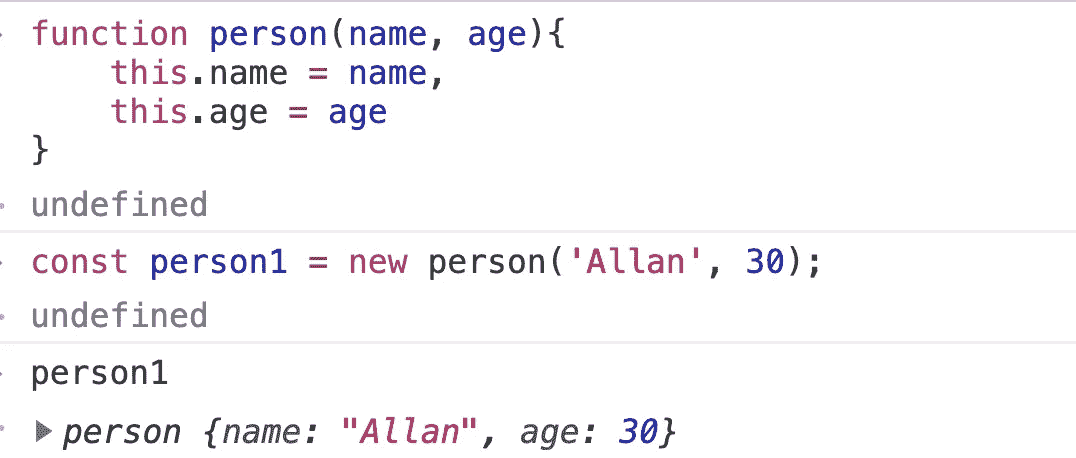 function person(name, age){
    this.name = name,
    this.age = age
}
undefined
const person1 = new person('Allan', 30);
undefined
person1
▶ person {name: "Allan", age: 30}